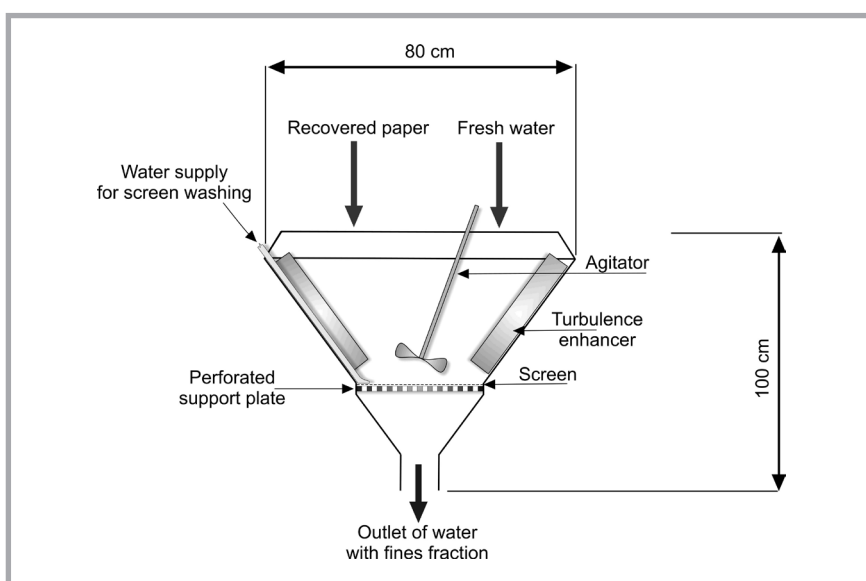 80 cm
Recovered paper
Fresh water
Water supply
for screen washing
Agitator
Turbulence
enhancer
Perforated
support plate
Screen
100 cm
Outlet of water
with fines fraction